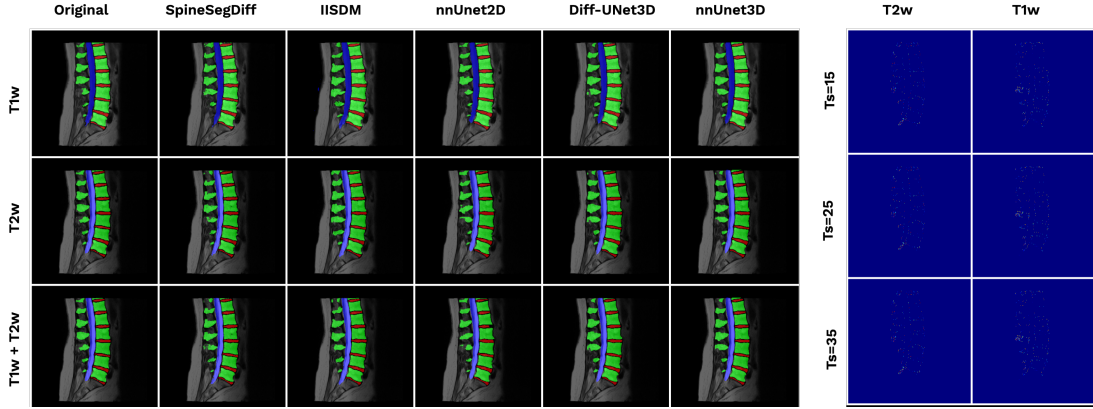 Original SpineSegDiff IISDM nnUnet2D Diff-UNet3D nnUnet3D T2w T1w
T1w
T2w
T1w + T2w
Ts=15
Ts=25
Ts=35